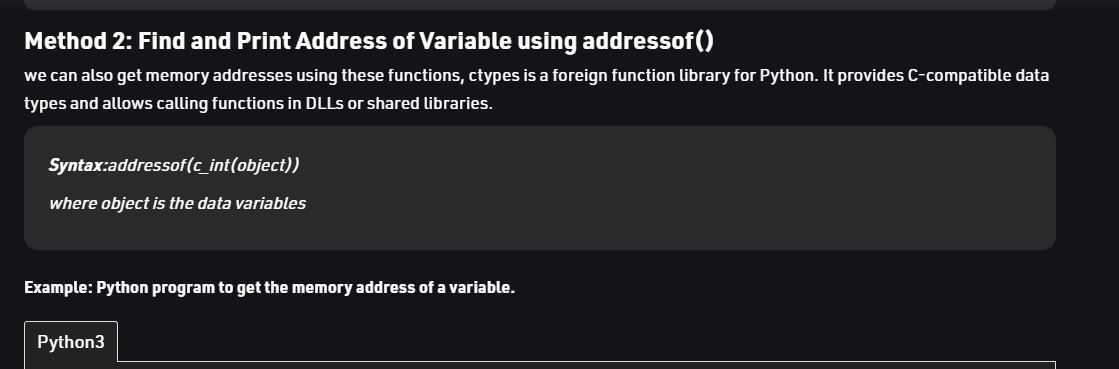 Method 2: Find and Print Address of Variable using addressof()
we can also get memory addresses using these functions, ctypes is a foreign function library for Python. It provides C-compatible data
types and allows calling functions in DLLs or shared libraries.
Syntax:addressof(c_int(object))
where object is the data variables
Example: Python program to get the memory address of a variable.
Python3